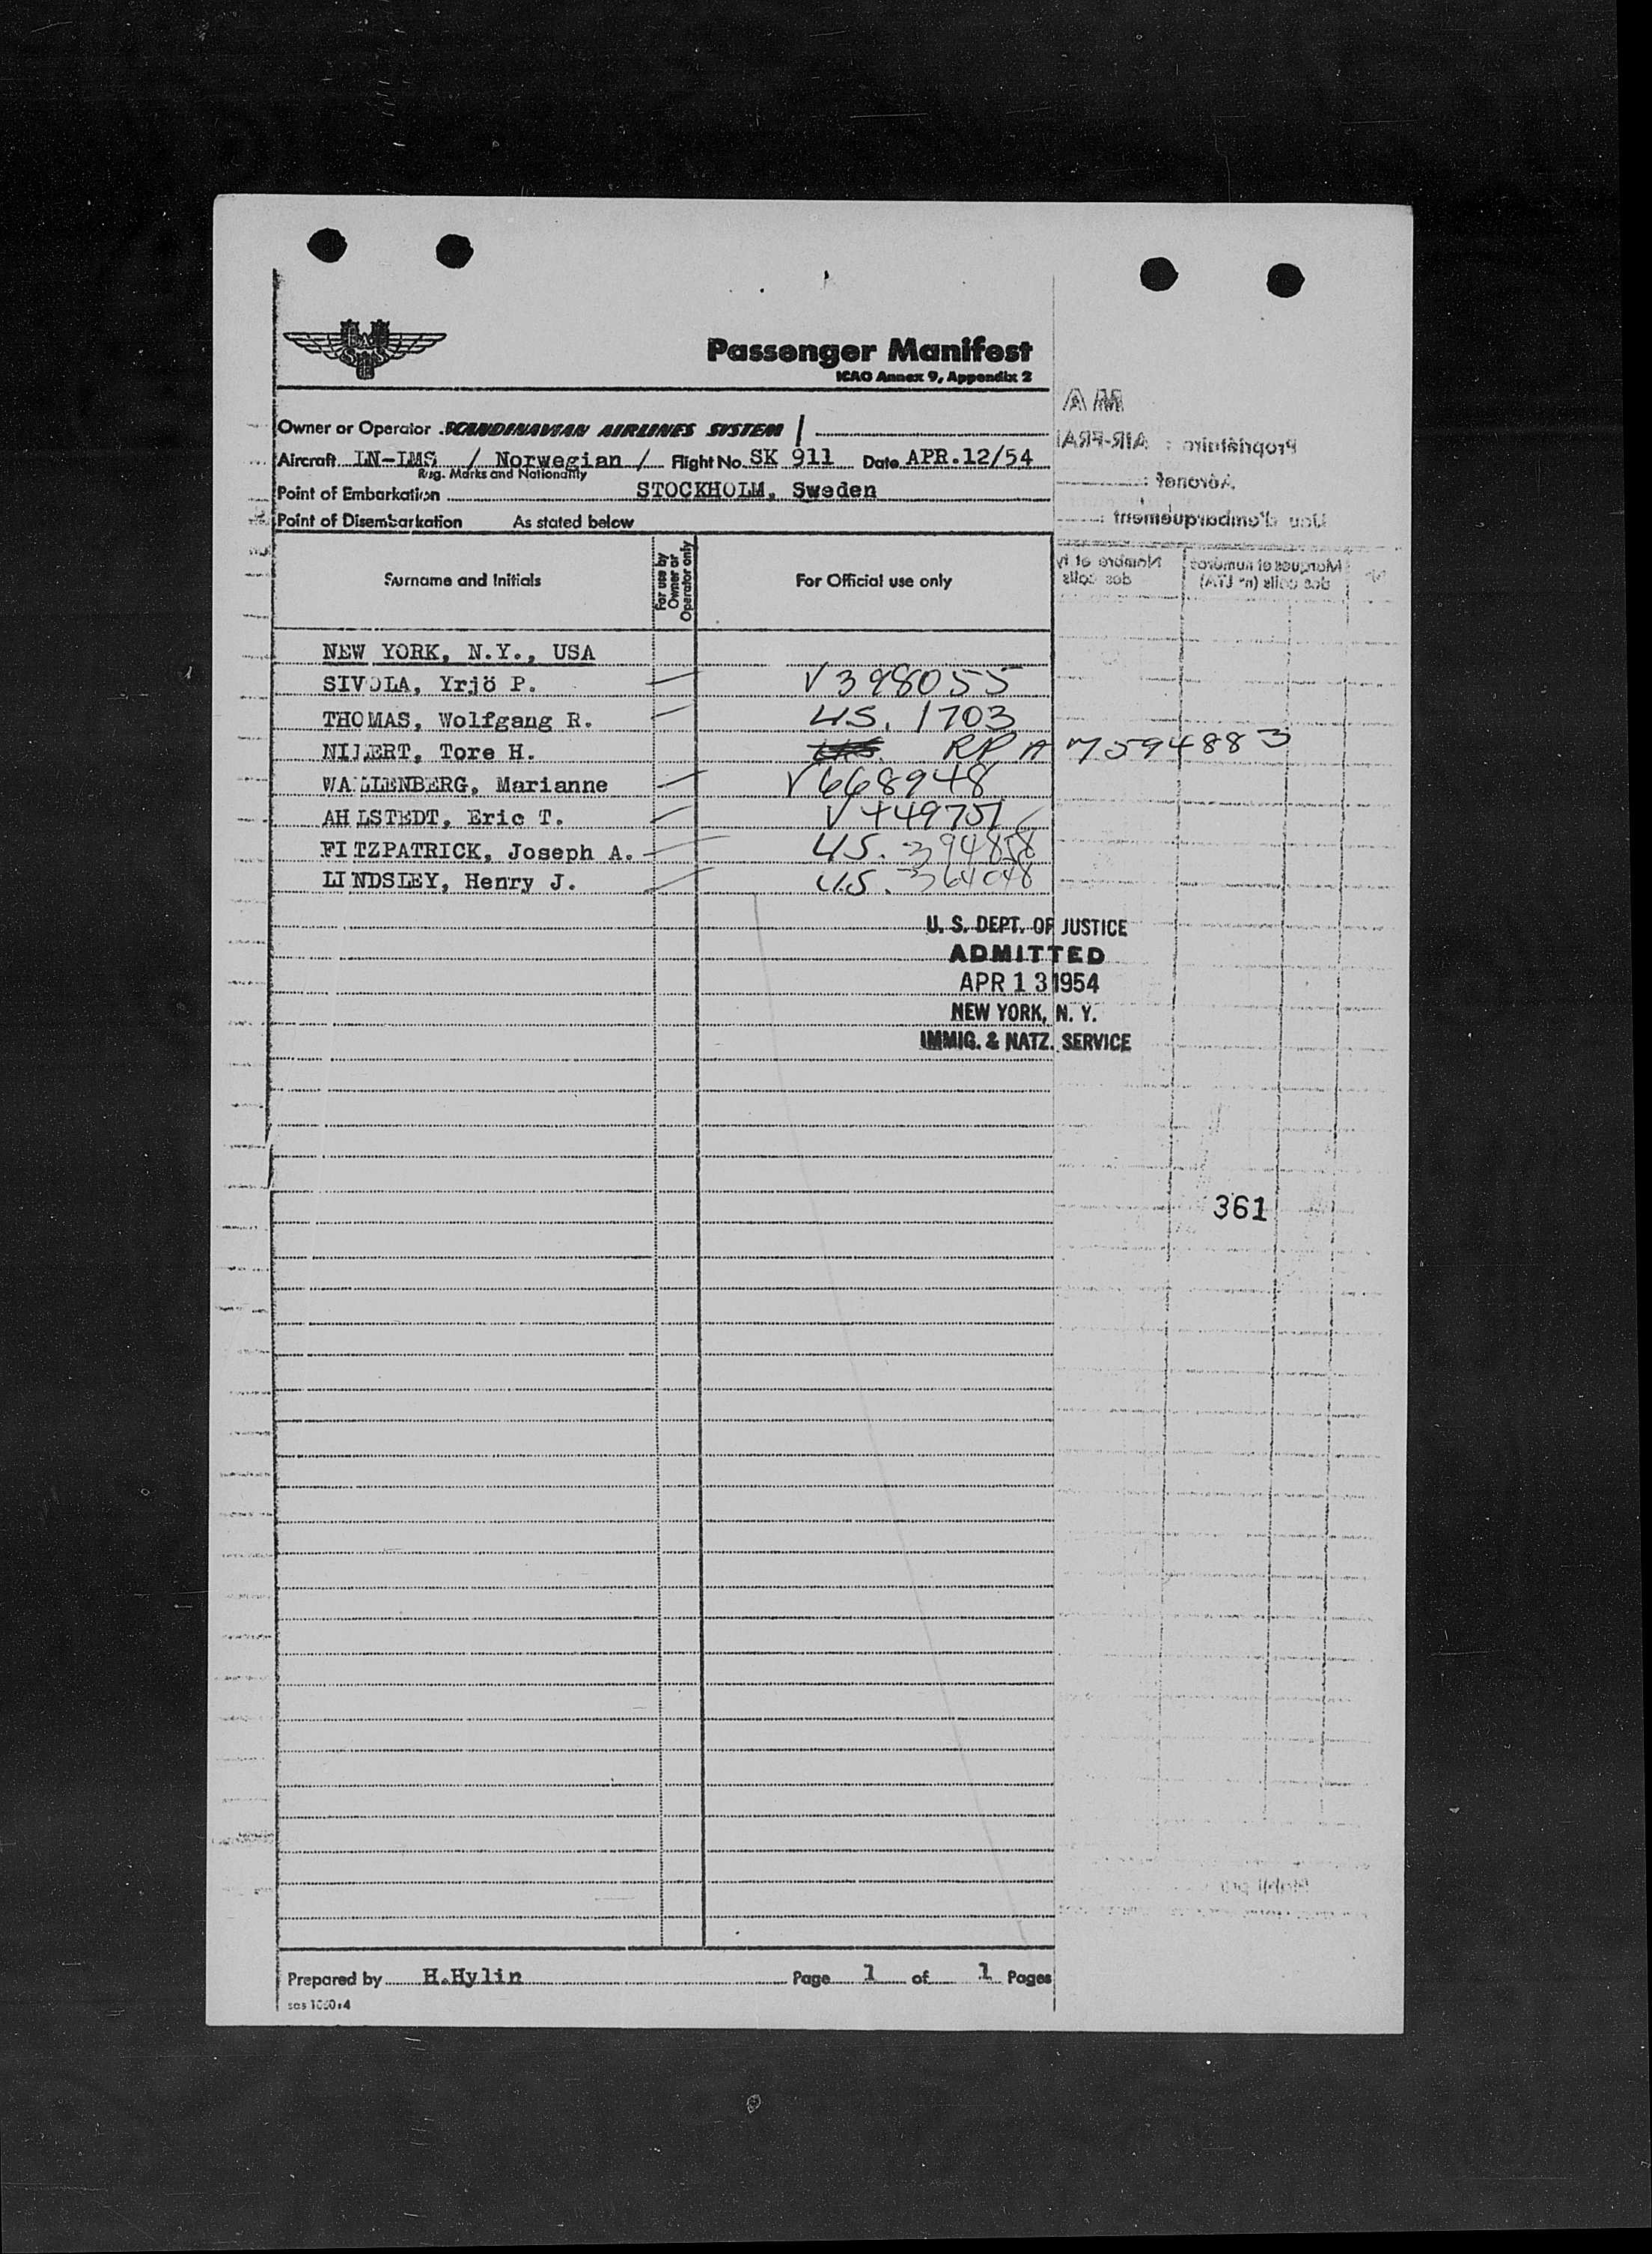 Passenger Manifest
ICAO Annex 9, Appendix 2
Owner or Operator SCANDINAVIAN AIRLINES SYSTEM
Aircraft LN-LMS / Norwegian / Flight No. SK 911 Date APR.12/54
Reg. Marks and Nationality
Point of Embarkation STOCKHOLM, Sweden
Point of Disembarkation As stated below
Surname and Initials
For use by Owner or Operator only
For Official use only
NEW YORK, N.Y., USA
SIVOLA, Yrjö P. V398055
THOMAS, Wolfgang R. US. 1703
NILERT, Tore H. RP A 7594883
WALLENBERG, Marianne V668948
AHLSTEDT, Eric T. V449751
FITZPATRICK, Joseph A. US. 394858
LINDSLEY, Henry J. U.S. 364048
U. S. DEPT. OF JUSTICE
ADMITTED
APR 13 1954
NEW YORK, N. Y.
IMMIG. & NATZ. SERVICE
361
Prepared by H.Hylin Page 1 of 1 Pages